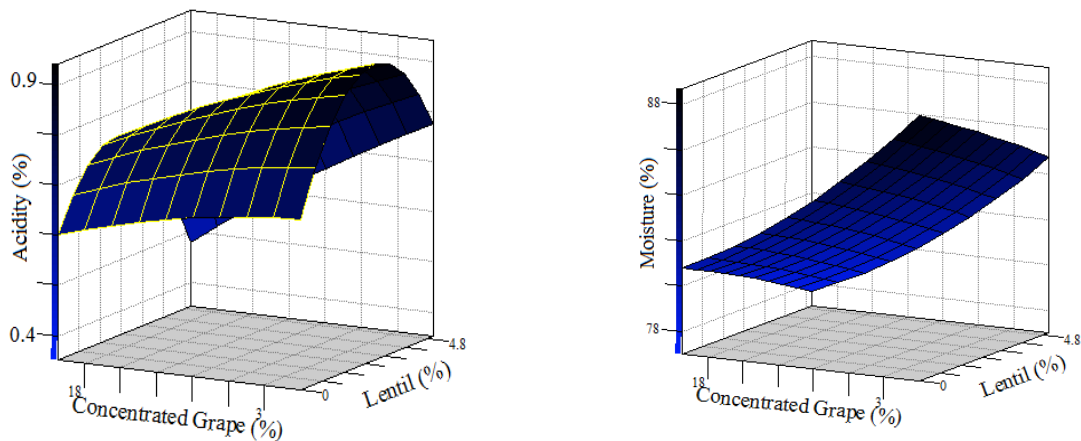 0.9
Acidity (%)
0.4
18
Concentrated Grape (%)
3
0
Lentil (%)
4.8
88
Moisture (%)
78
18
Concentrated Grape (%)
3
0
Lentil (%)
4.8